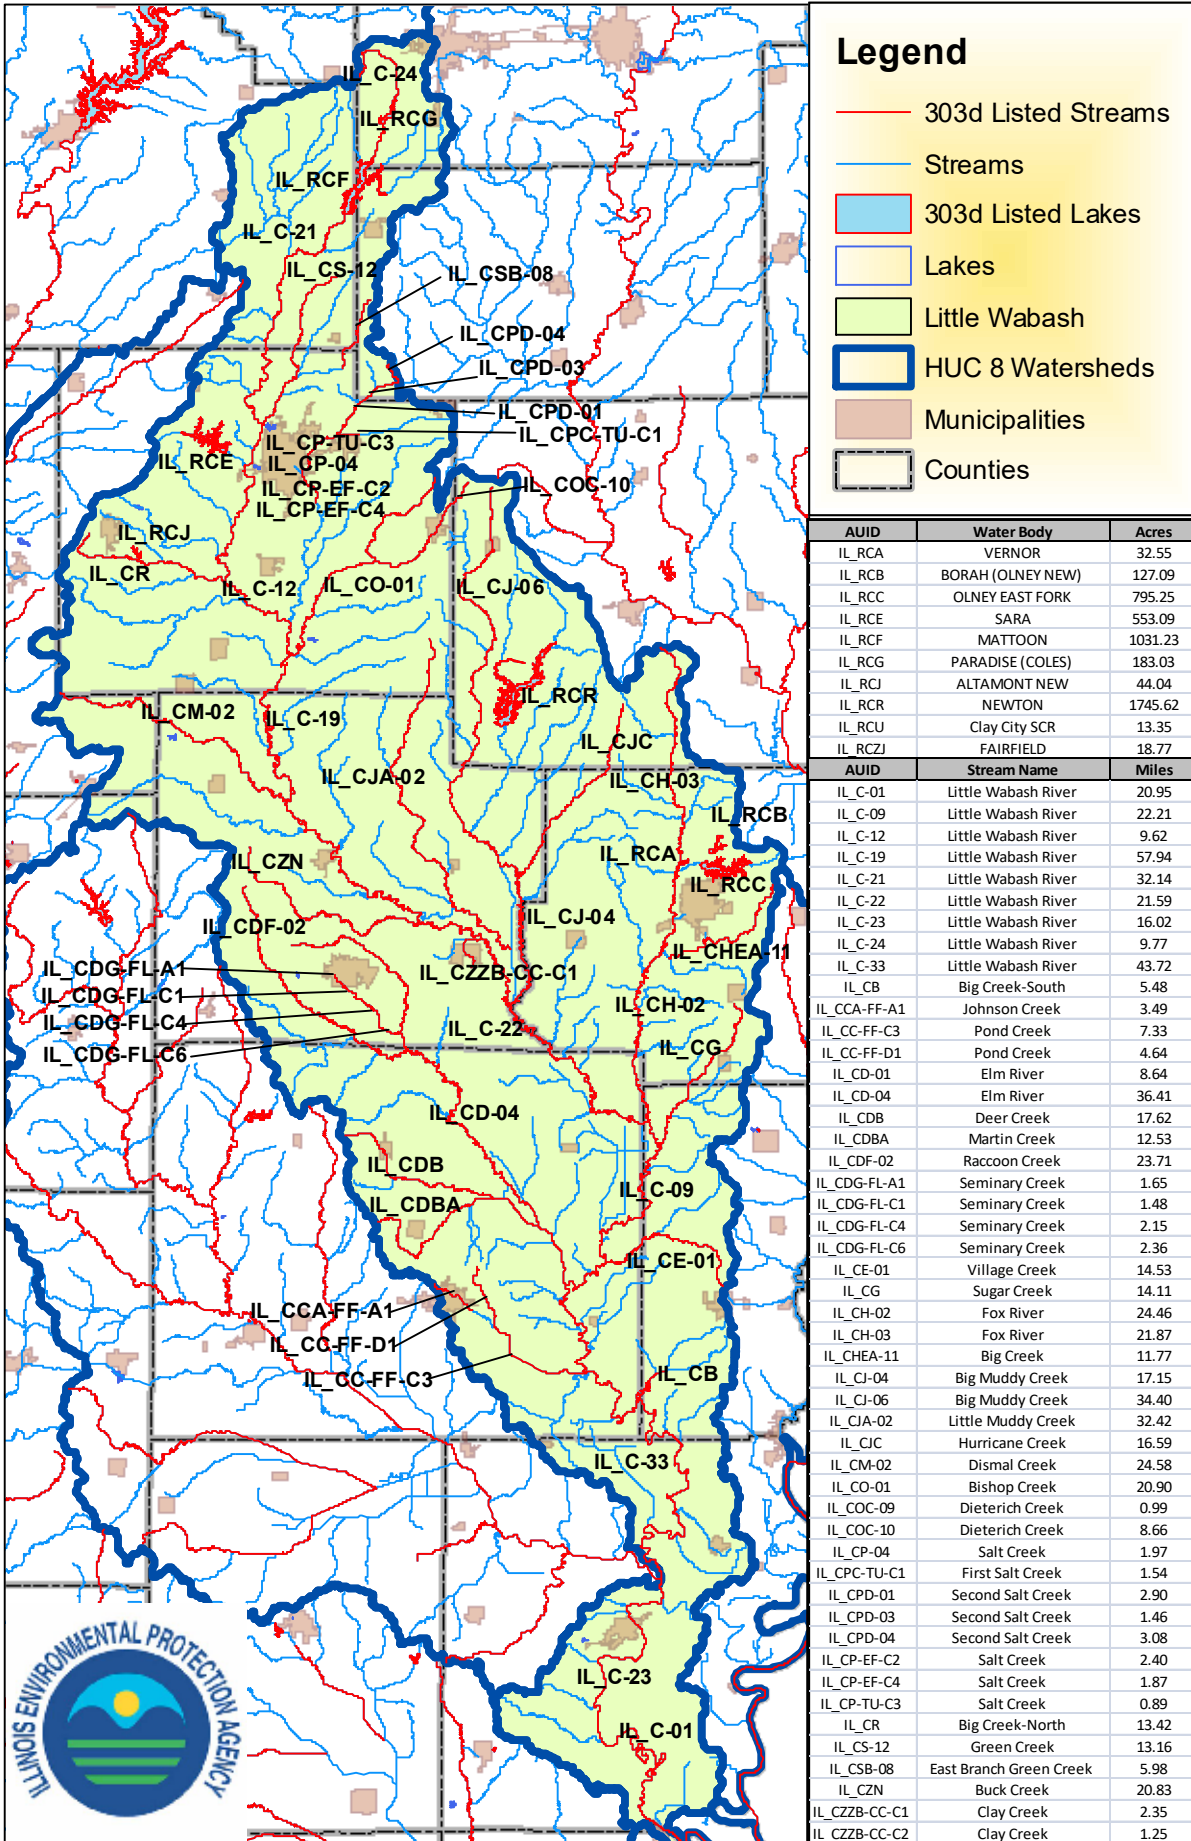 Legend
303d Listed Streams
Streams
303d Listed Lakes
Lakes
Little Wabash
HUC 8 Watersheds
Municipalities
Counties
IL_C-24
IL_RCG
IL_RCF
IL_C-21
IL_CS-12
IL_CSB-08
IL_CPD-04
IL_CPD-03
IL_CPD-01
IL_CPC-TU-C1
IL_CP-TU-C3
IL_RCE
IL_CP-04
IL_CP-EF-C2
IL_COC-10
IL_CP-EF-C4
IL_RCJ
IL_CR
IL_C-12
IL_CO-01
IL_CJ-06
IL_RCR
IL_CM-02
IL_C-19
IL_CJC
IL_CJA-02
IL_CH-03
IL_RCB
IL_CZN
IL_RCA
IL_RCC
IL_CDF-02
IL_CJ-04
IL_CHEA-11
IL_CDG-FL-A1
IL_CZZB-CC-C1
IL_CDG-FL-C1
IL_CH-02
IL_CDG-FL-C4
IL_C-22
IL_CG
IL_CDG-FL-C6
IL_CD-04
IL_CDB
IL_C-09
IL_CDBA
IL_CE-01
IL_CCA-FF-A1
IL_CC-FF-D1
IL_CC-FF-C3
IL_CB
IL_C-33
IL_C-23
IL_C-01
ILLINOIS ENVIRONMENTAL PROTECTION AGENCY
AUID Water Body Acres
IL_RCA VERNOR 32.55
IL_RCB BORAH (OLNEY NEW) 127.09
IL_RCC OLNEY EAST FORK 795.25
IL_RCE SARA 553.09
IL_RCF MATTOON 1031.23
IL_RCG PARADISE (COLES) 183.03
IL_RCJ ALTAMONT NEW 44.04
IL_RCR NEWTON 1745.62
IL_RCU Clay City SCR 13.35
IL_RCZJ FAIRFIELD 18.77
AUID Stream Name Miles
IL_C-01 Little Wabash River 20.95
IL_C-09 Little Wabash River 22.21
IL_C-12 Little Wabash River 9.62
IL_C-19 Little Wabash River 57.94
IL_C-21 Little Wabash River 32.14
IL_C-22 Little Wabash River 21.59
IL_C-23 Little Wabash River 16.02
IL_C-24 Little Wabash River 9.77
IL_C-33 Little Wabash River 43.72
IL_CB Big Creek-South 5.48
IL_CCA-FF-A1 Johnson Creek 3.49
IL_CC-FF-C3 Pond Creek 7.33
IL_CC-FF-D1 Pond Creek 4.64
IL_CD-01 Elm River 8.64
IL_CD-04 Elm River 36.41
IL_CDB Deer Creek 17.62
IL_CDBA Martin Creek 12.53
IL_CDF-02 Raccoon Creek 23.71
IL_CDG-FL-A1 Seminary Creek 1.65
IL_CDG-FL-C1 Seminary Creek 1.48
IL_CDG-FL-C4 Seminary Creek 2.15
IL_CDG-FL-C6 Seminary Creek 2.36
IL_CE-01 Village Creek 14.53
IL_CG Sugar Creek 14.11
IL_CH-02 Fox River 24.46
IL_CH-03 Fox River 21.87
IL_CHEA-11 Big Creek 11.77
IL_CJ-04 Big Muddy Creek 17.15
IL_CJ-06 Big Muddy Creek 34.40
IL_CJA-02 Little Muddy Creek 32.42
IL_CJC Hurricane Creek 16.59
IL_CM-02 Dismal Creek 24.58
IL_CO-01 Bishop Creek 20.90
IL_COC-09 Dieterich Creek 0.99
IL_COC-10 Dieterich Creek 8.66
IL_CP-04 Salt Creek 1.97
IL_CPC-TU-C1 First Salt Creek 1.54
IL_CPD-01 Second Salt Creek 2.90
IL_CPD-03 Second Salt Creek 1.46
IL_CPD-04 Second Salt Creek 3.08
IL_CP-EF-C2 Salt Creek 2.40
IL_CP-EF-C4 Salt Creek 1.87
IL_CP-TU-C3 Salt Creek 0.89
IL_CR Big Creek-North 13.42
IL_CS-12 Green Creek 13.16
IL_CSB-08 East Branch Green Creek 5.98
IL_CZN Buck Creek 20.83
IL_CZZB-CC-C1 Clay Creek 2.35
IL_CZZB-CC-C2 Clay Creek 1.25